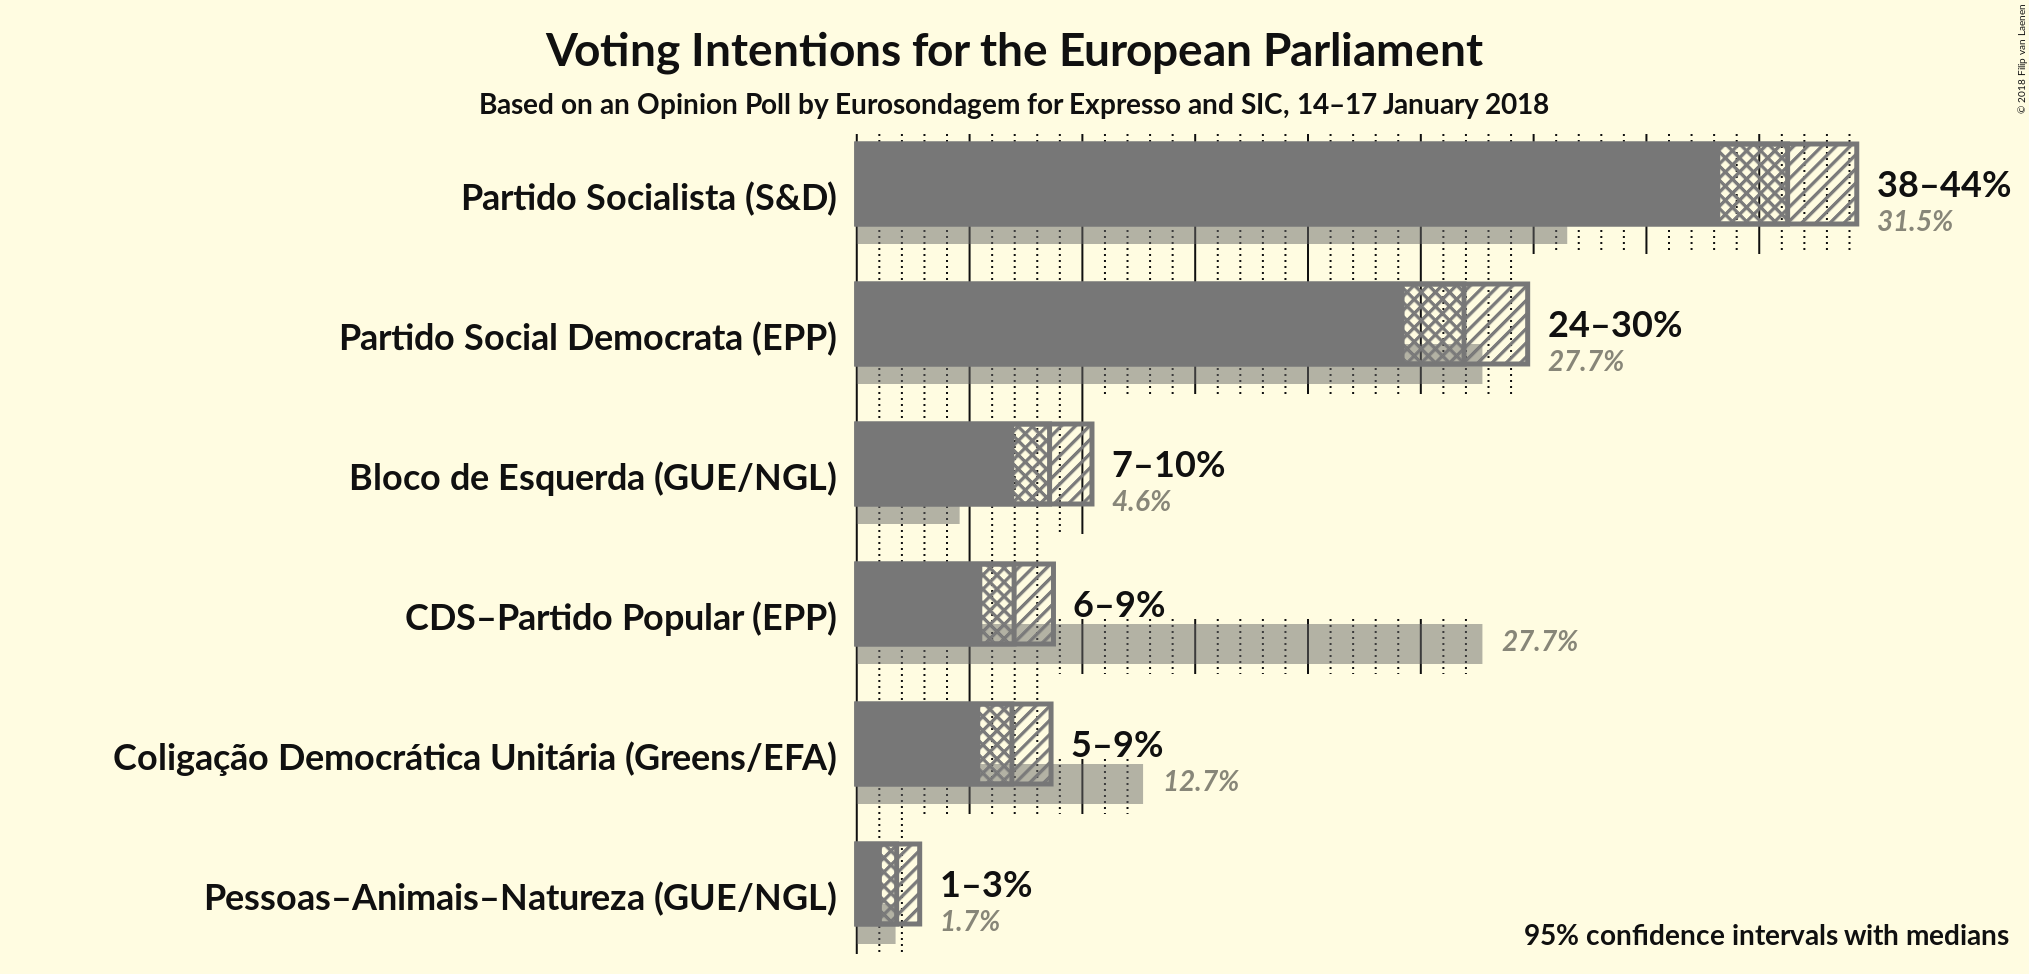 Voting Intentions for the European Parliament
Based on an Opinion Poll by Eurosondagem for Expresso and SIC, 14–17 January 2018
© 2018 Filip van Laenen
Partido Socialista (S&D)
38–44%
31.5%
Partido Social Democrata (EPP)
24–30%
27.7%
Bloco de Esquerda (GUE/NGL)
7–10%
4.6%
CDS–Partido Popular (EPP)
6–9%
27.7%
Coligação Democrática Unitária (Greens/EFA)
5–9%
12.7%
Pessoas–Animais–Natureza (GUE/NGL)
1–3%
1.7%
95% confidence intervals with medians